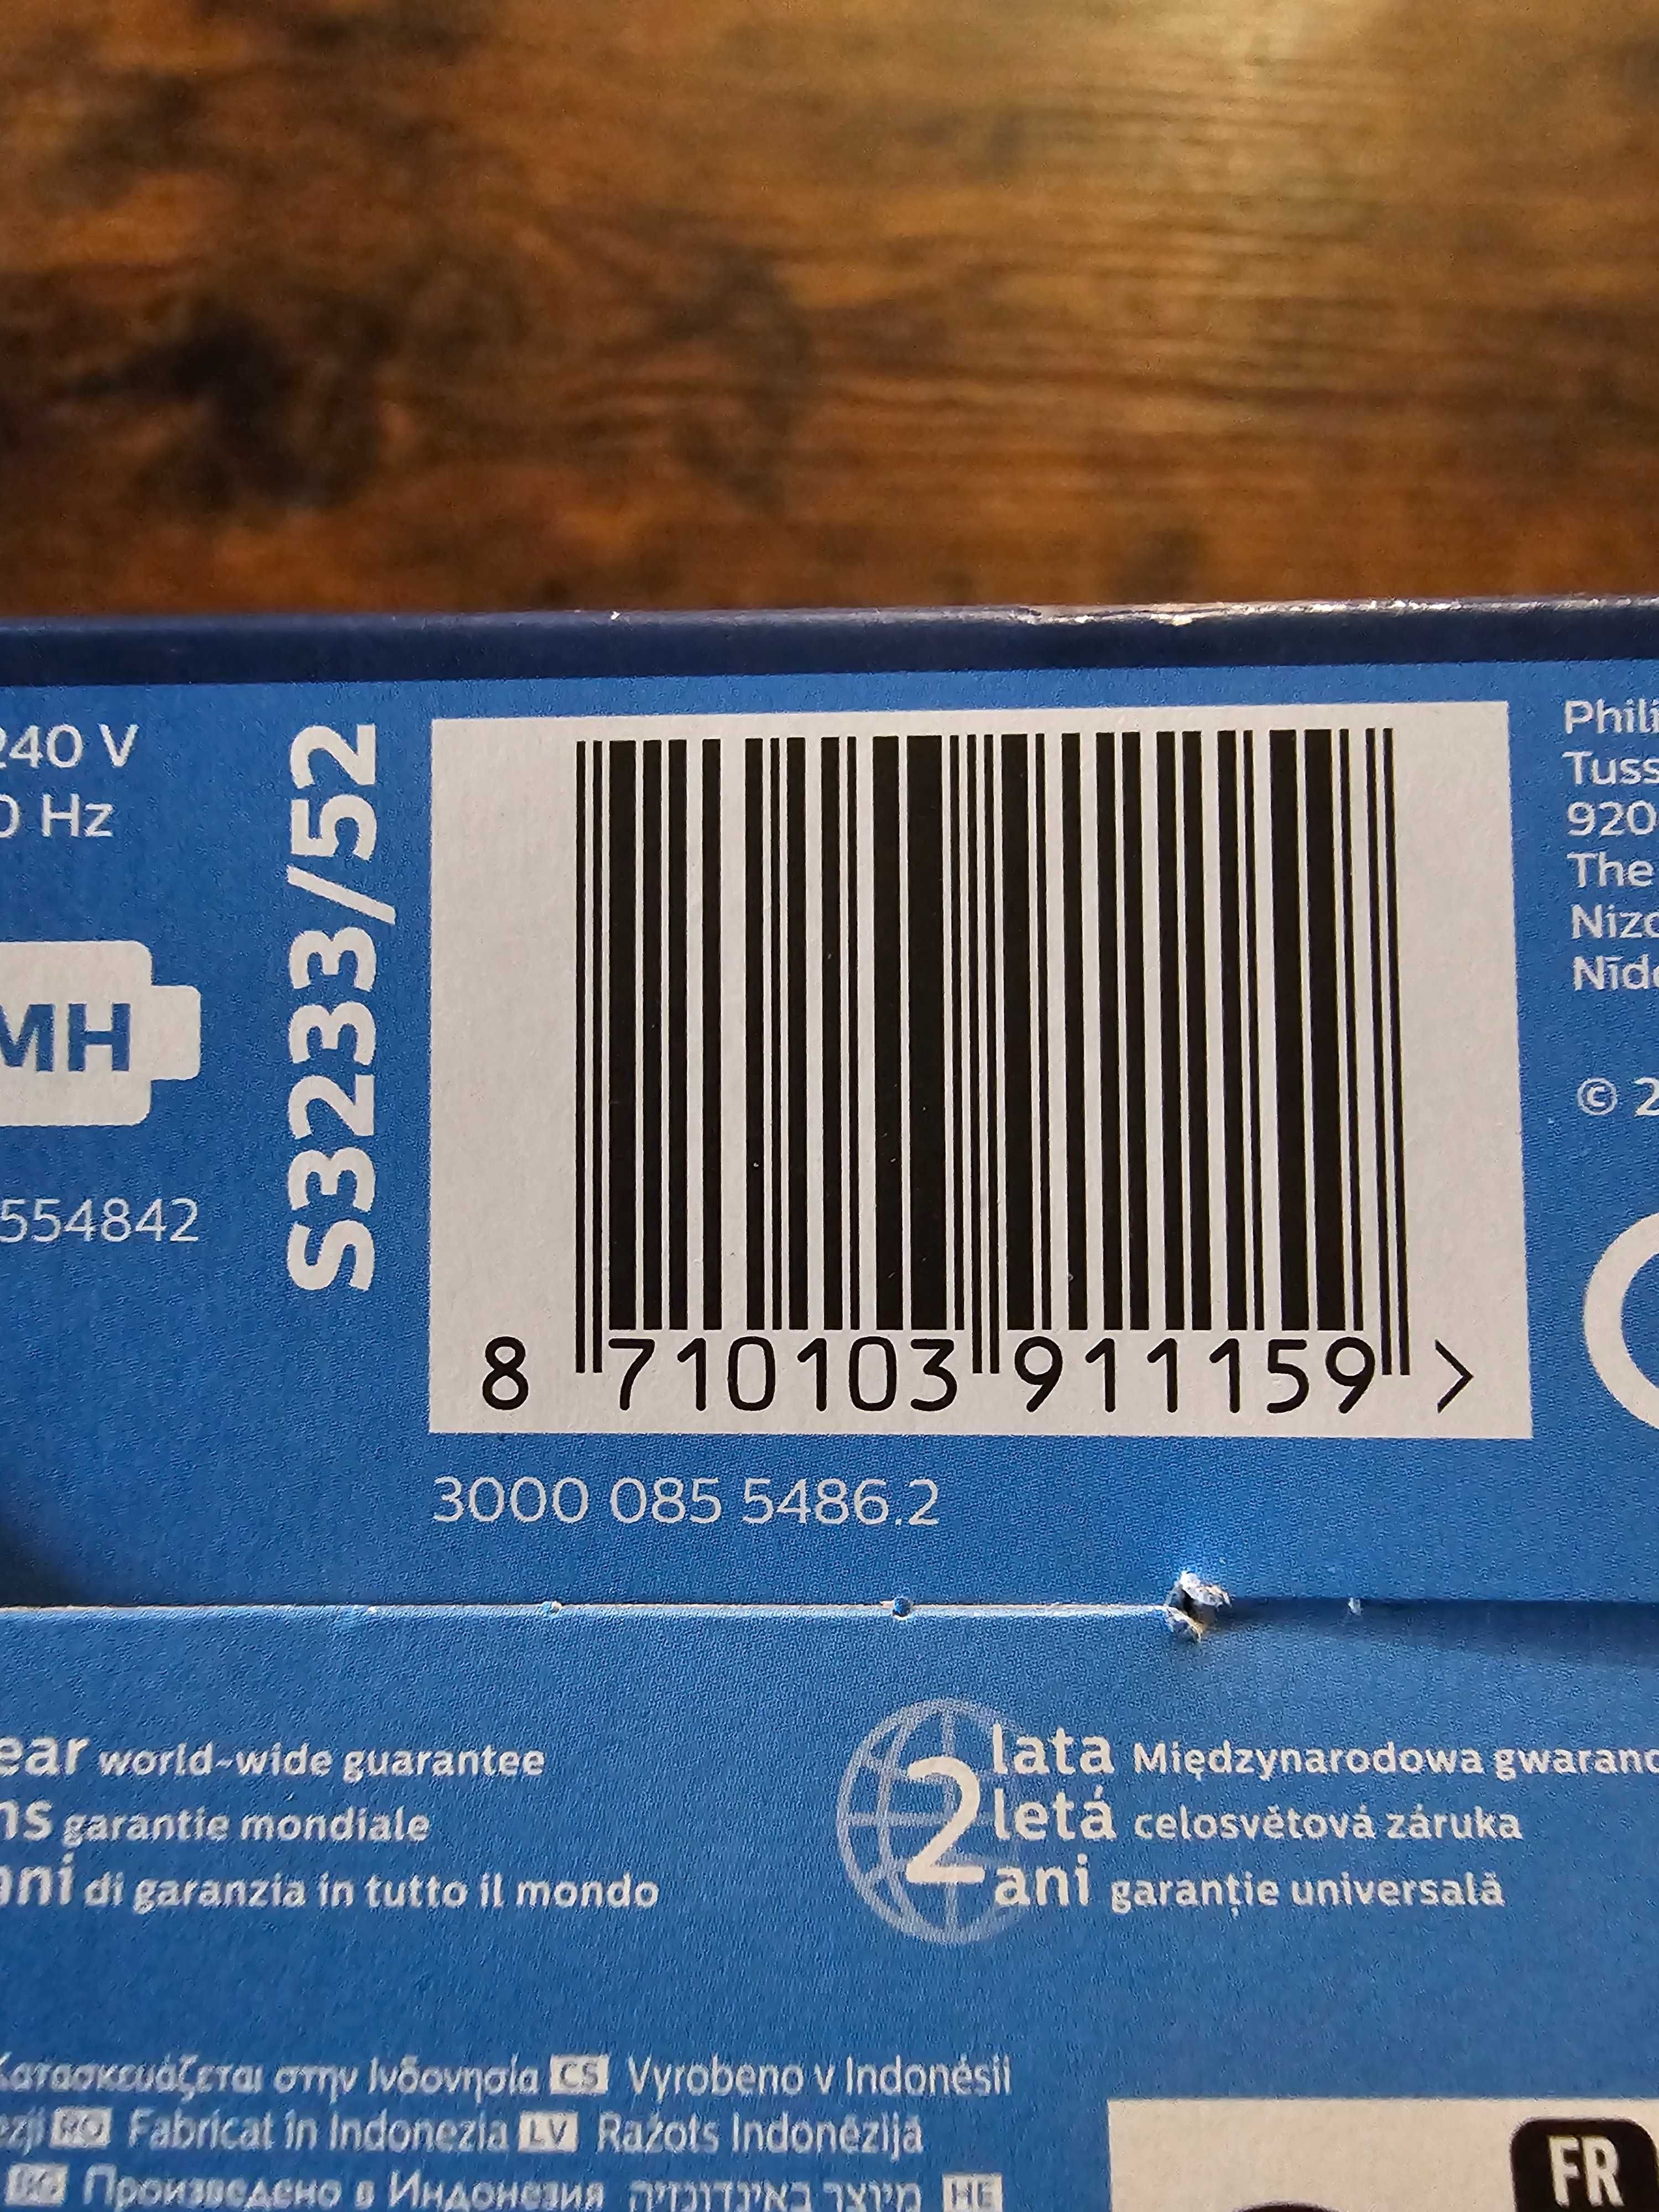 240 V
0 Hz
MH
554842
S3233/52
8 710103 911159 >
3000 085 5486.2
Phili
Tuss
920
The
Nizo
Nīde
© 2
ear world-wide guarantee
ns garantie mondiale
ani di garanzia in tutto il mondo
2
lata Międzynarodowa gwaranc
letá celosvětová záruka
ani garanție universală
Κατασκευάζεται στην Ινδονησία CS Vyrobeno v Indonésii
ezji RO Fabricat în Indonezia LV Ražots Indonēzijā
BG Произведено в Индонезия מיוצר באינדונזיה HE
FR